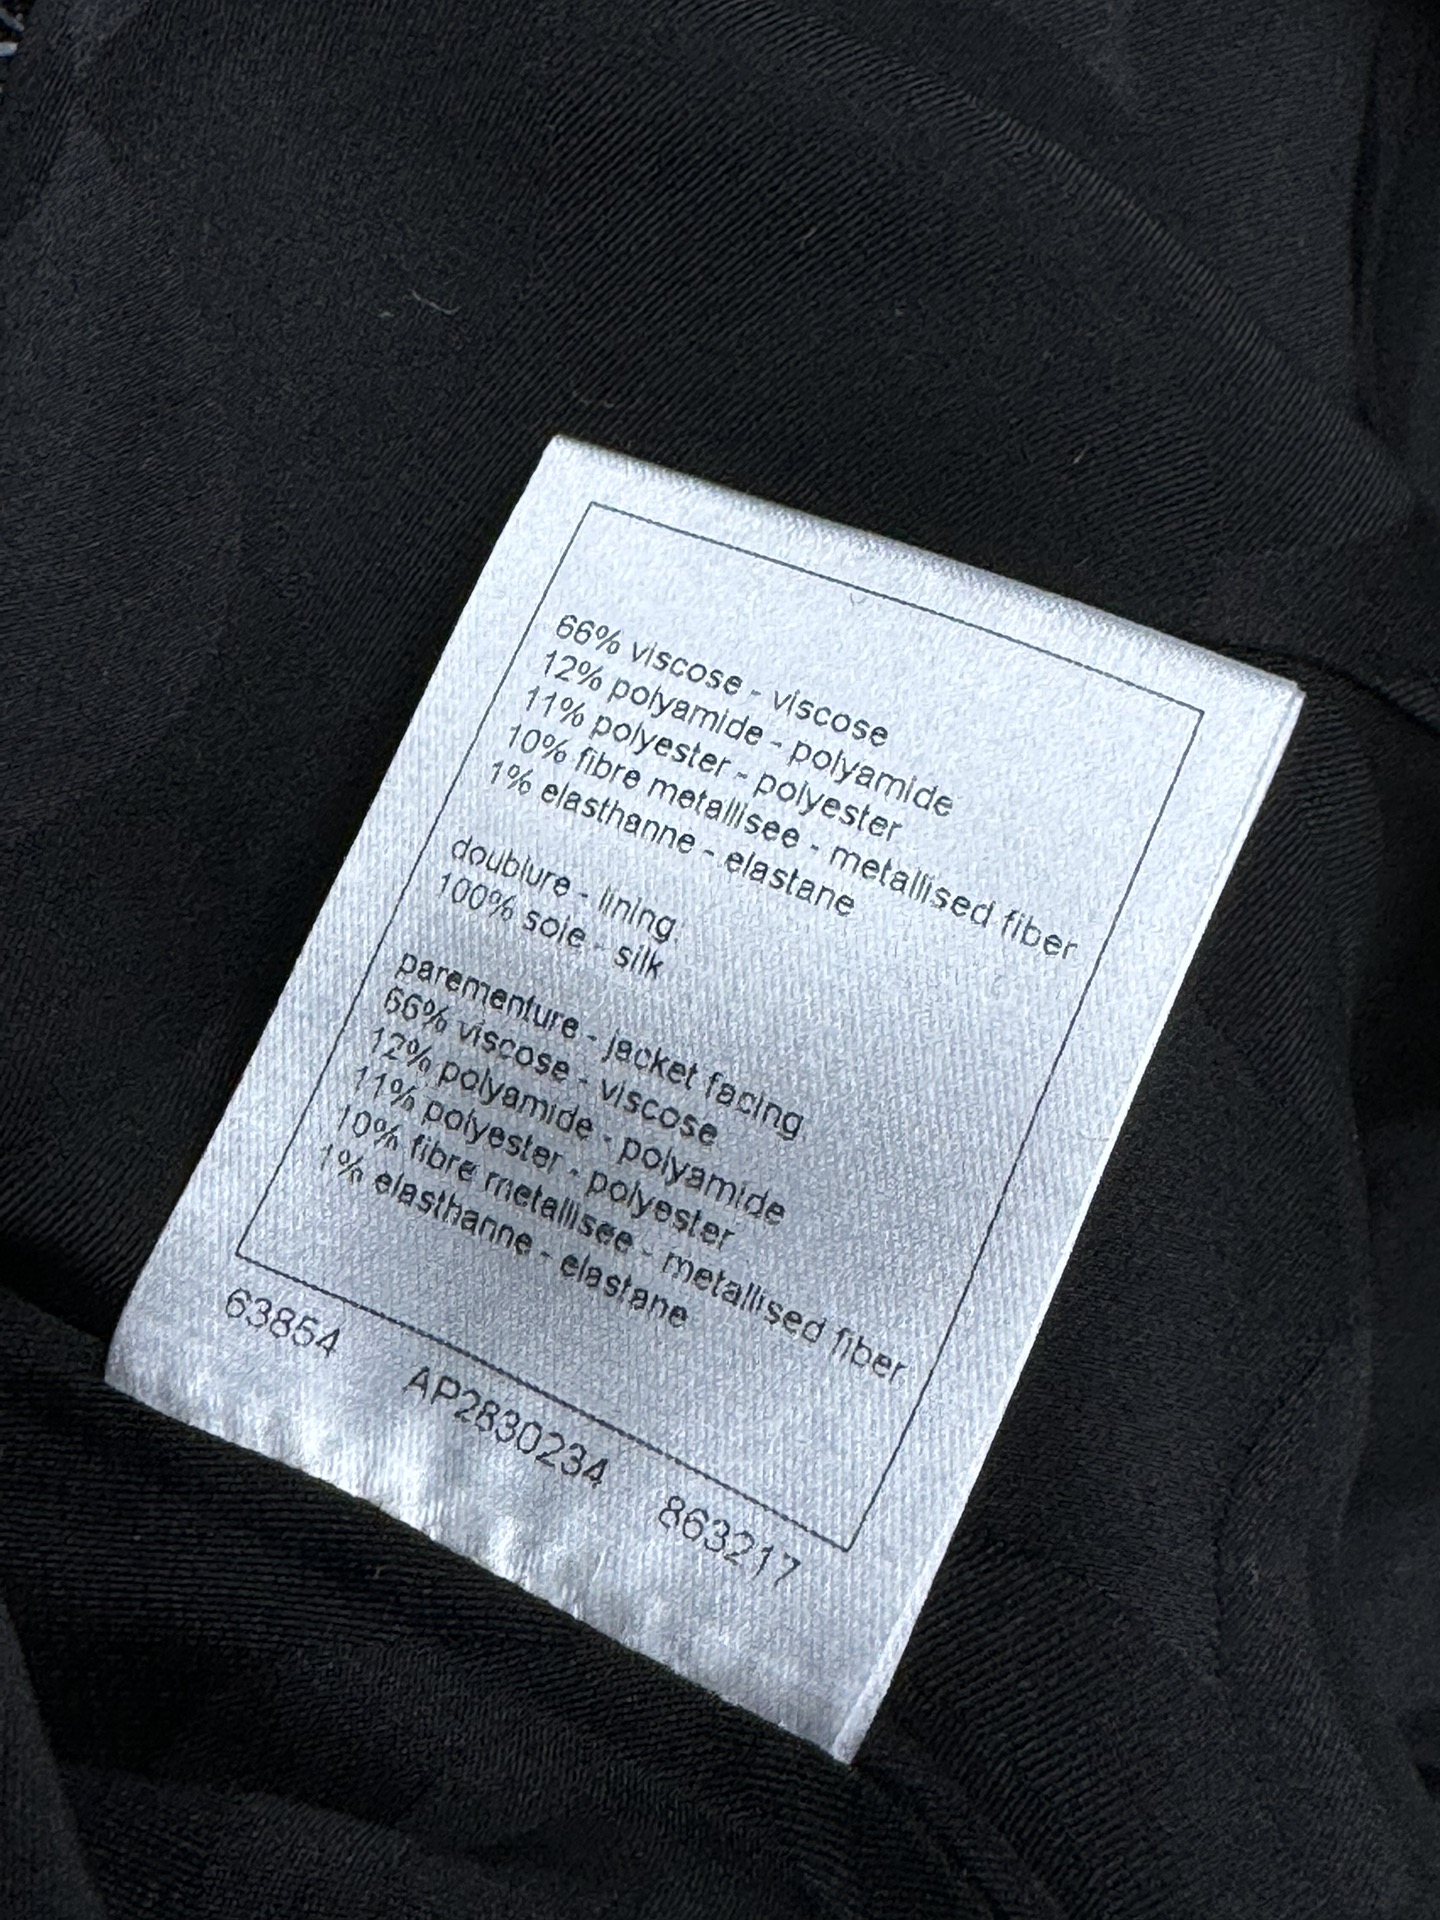 66% viscose - viscose
12% polyamide - polyamide
11% polyester - polyester
10% fibre metallisee - metallised fiber
1% elasthanne - elastane
doublure - lining
100% soie - silk
parementure - jacket facing
66% viscose - viscose
12% polyamide - polyamide
11% polyester - polyester
10% fibre metallisee - metallised fiber
1% elasthanne - elastane
63854 AP2830234 863217